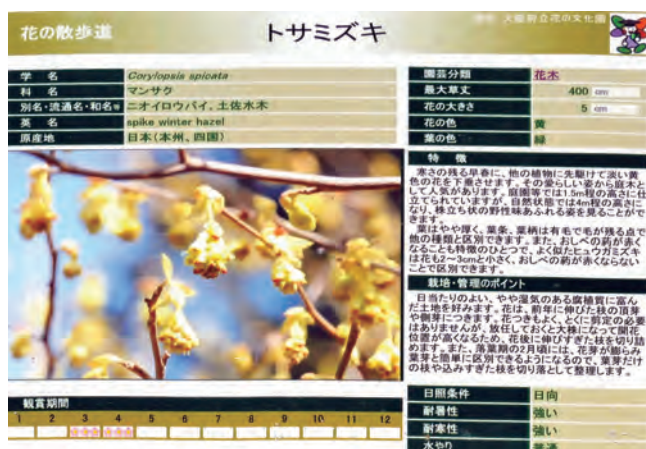 花の散歩道
トサミズキ
大阪府立花の文化園
学 名
Corylopsis spicata
科 名
マンサク
別名・流通名・和名等
ニオイロウバイ、土佐水木
英 名
spike winter hazel
原産地
日本(本州、四国)
園芸分類
花木
最大草丈
400 cm
花の大きさ
5 cm
花の色
黄
葉の色
緑
特 徴
寒さの残る早春に、他の植物に先駆けて淡い黄
色の花を下垂させます。その愛らしい姿から庭木と
して人気があります。庭園等では1.5m程の高さに仕
立てられていますが、自然状態では4m程の高さに
なり、株立ち状の野性味あふれる姿を見ることがで
きます。
葉はやや厚く、葉条、葉柄は有毛で毛が残る点で
他の種類と区別できます。また、おしべの葯が赤く
なることも特徴のひとつで、よく似たヒュウガミズキ
は花も2~3cmと小さく、おしべの葯が赤くならない
ことで区別できます。
栽培・管理のポイント
日当たりのよい、やや湿気のある腐植質に富ん
だ土地を好みます。花は、前年に伸びた枝の頂芽
や側芽につきます。花つきもよく、とくに剪定の必要
はありませんが、放任しておくと大株になって開花
位置が高くなるため、花後に伸びすぎた枝を切り詰
めます。また、落葉期の2月頃には、花芽が膨らみ
葉芽と簡単に区別できるようになるので、葉芽だけ
の枝や込みすぎた枝を切り落として整理します。
観賞期間
1 2 3 4 5 6 7 8 9 10 11 12
日照条件
日向
耐暑性
強い
耐寒性
強い
水やり
普通